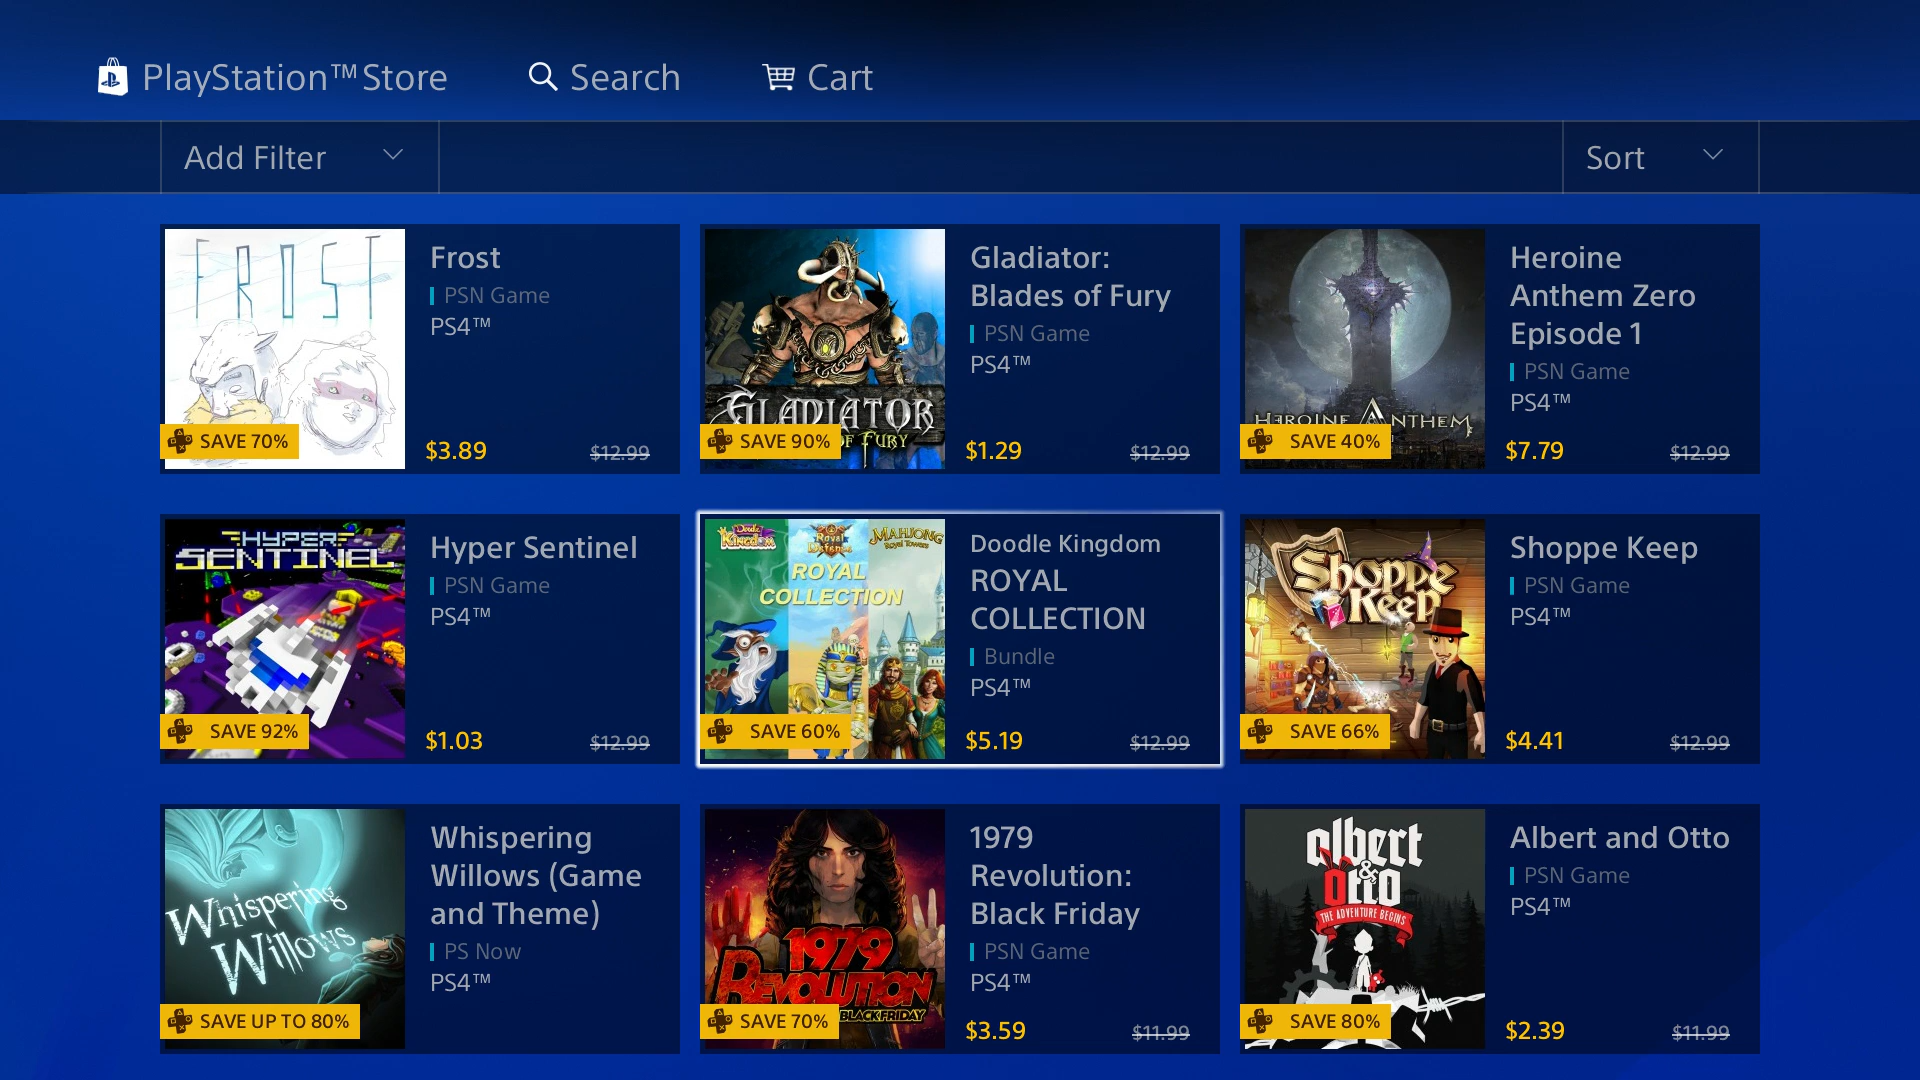 PlayStation™Store
Search
Cart
Add Filter
Sort
FROST
SAVE 70%
Frost
PSN Game
PS4™
$3.89
$12.99
GLADIATOR
OF FURY
SAVE 90%
Gladiator:
Blades of Fury
PSN Game
PS4™
$1.29
$12.99
HEROINE ANTHEM
SAVE 40%
Heroine
Anthem Zero
Episode 1
PSN Game
PS4™
$7.79
$12.99
HYPER
SENTINEL
SAVE 92%
Hyper Sentinel
PSN Game
PS4™
$1.03
$12.99
Doodle
Kingdom
Royal
Defense
MAHJONG
Royal Towers
ROYAL
COLLECTION
SAVE 60%
Doodle Kingdom
ROYAL
COLLECTION
Bundle
PS4™
$5.19
$12.99
Shoppe
Keep
SAVE 66%
Shoppe Keep
PSN Game
PS4™
$4.41
$12.99
Whispering
Willows
SAVE UP TO 80%
Whispering
Willows (Game
and Theme)
PS Now
PS4™
1979
REVOLUTION
BLACK FRIDAY
SAVE 70%
1979
Revolution:
Black Friday
PSN Game
PS4™
$3.59
$11.99
albert
&
otto
THE ADVENTURE BEGINS
SAVE 80%
Albert and Otto
PSN Game
PS4™
$2.39
$11.99